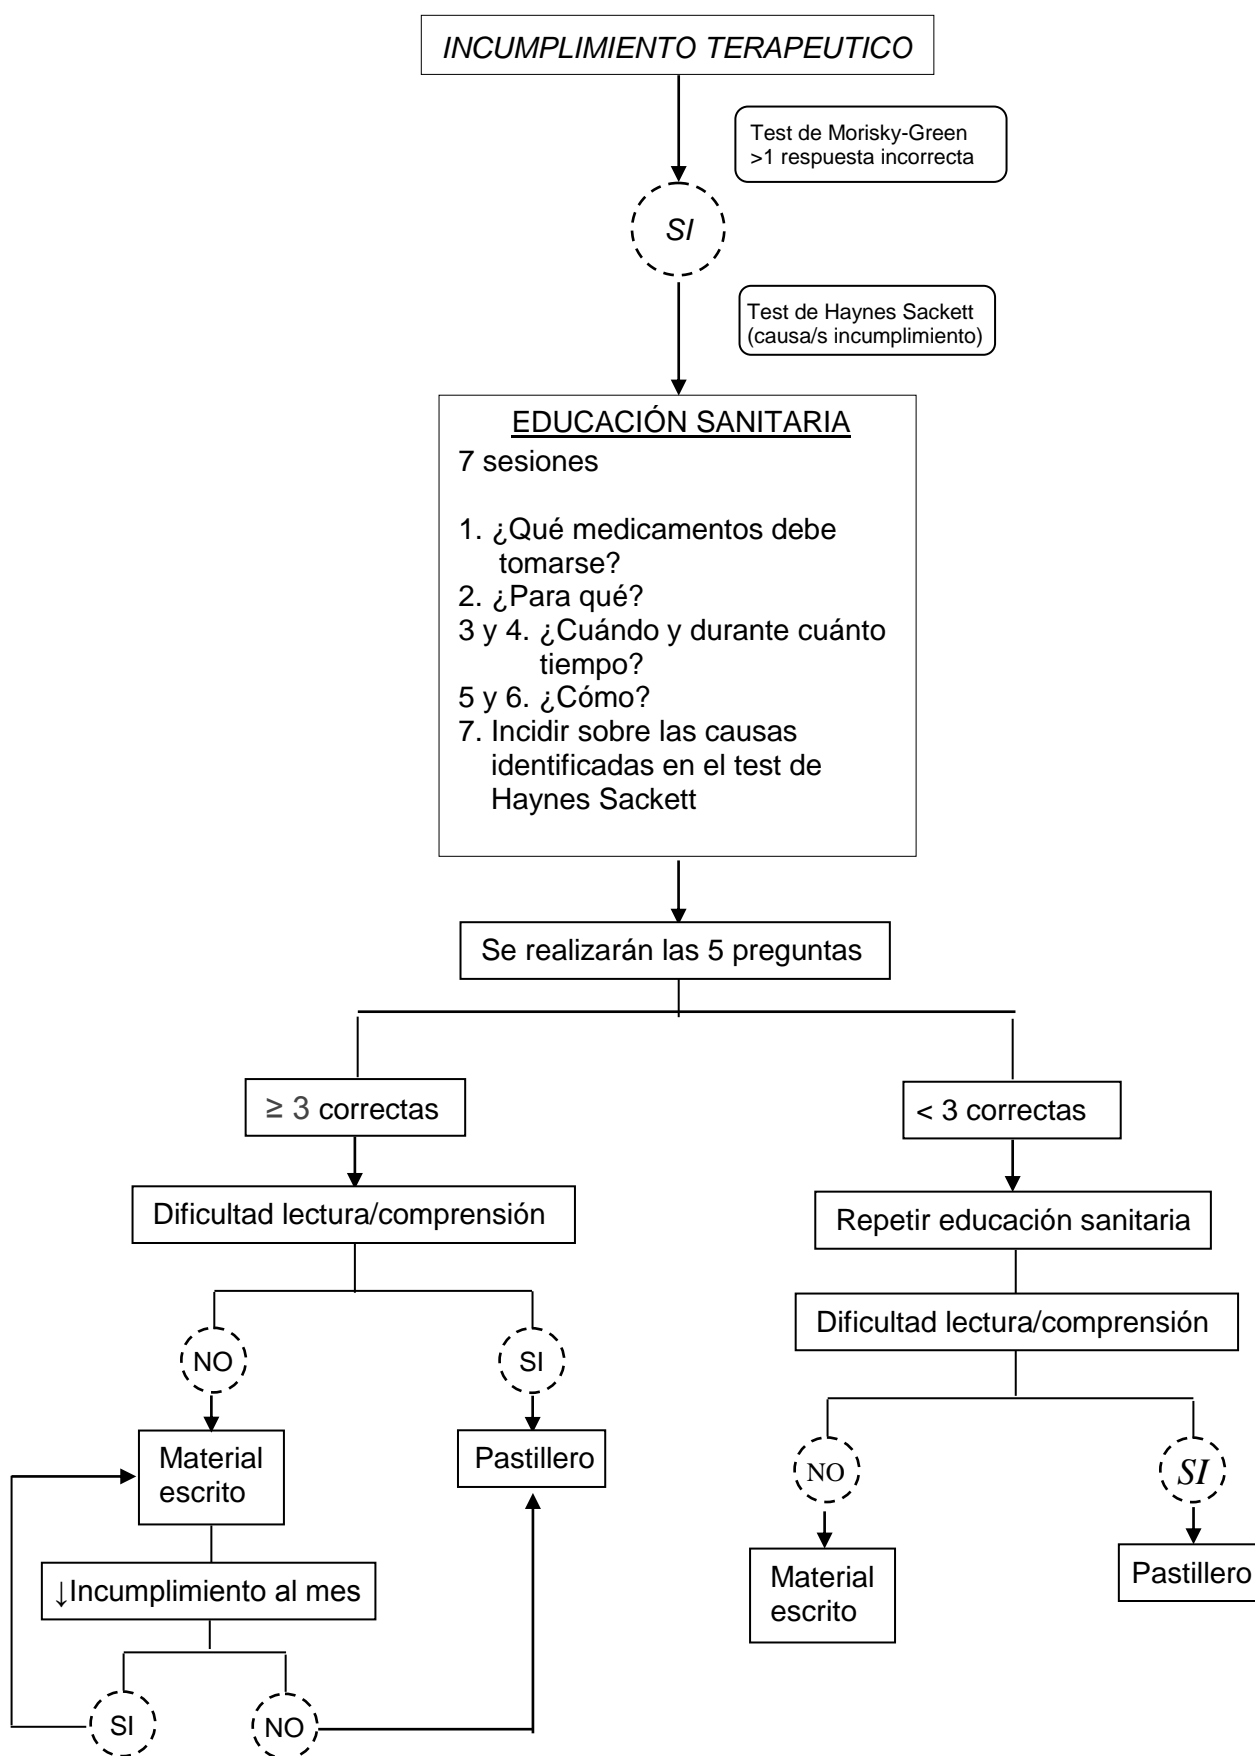 INCUMPLIMIENTO TERAPEUTICO
Test de Morisky-Green
>1 respuesta incorrecta
SI
Test de Haynes Sackett
(causa/s incumplimiento)
EDUCACIÓN SANITARIA
7 sesiones
1. ¿Qué medicamentos debe
tomarse?
2. ¿Para qué?
3 y 4. ¿Cuándo y durante cuánto
tiempo?
5 y 6. ¿Cómo?
7. Incidir sobre las causas
identificadas en el test de
Haynes Sackett
Se realizarán las 5 preguntas
≥ 3 correctas
< 3 correctas
Dificultad lectura/comprensión
Repetir educación sanitaria
Dificultad lectura/comprensión
NO
SI
Material
escrito
Pastillero
NO
SI
↓Incumplimiento al mes
Material
escrito
Pastillero
SI
NO